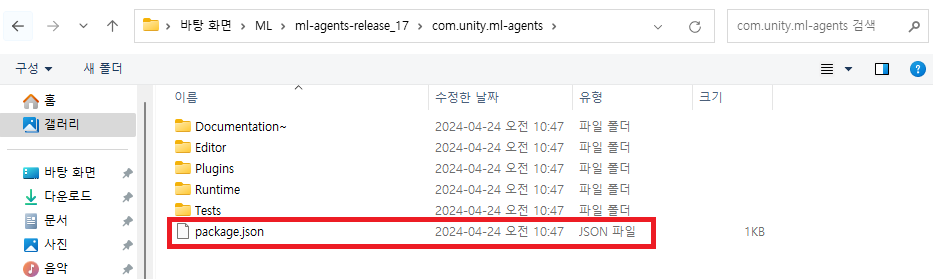 바탕 화면 > ML > ml-agents-release_17 > com.unity.ml-agents >
com.unity.ml-agents 검색
구성 새 폴더
홈
갤러리
바탕 화면
다운로드
문서
사진
음악
이름 수정한 날짜 유형 크기
Documentation~ 2024-04-24 오전 10:47 파일 폴더
Editor 2024-04-24 오전 10:47 파일 폴더
Plugins 2024-04-24 오전 10:47 파일 폴더
Runtime 2024-04-24 오전 10:47 파일 폴더
Tests 2024-04-24 오전 10:47 파일 폴더
package.json 2024-04-24 오전 10:47 JSON 파일 1KB